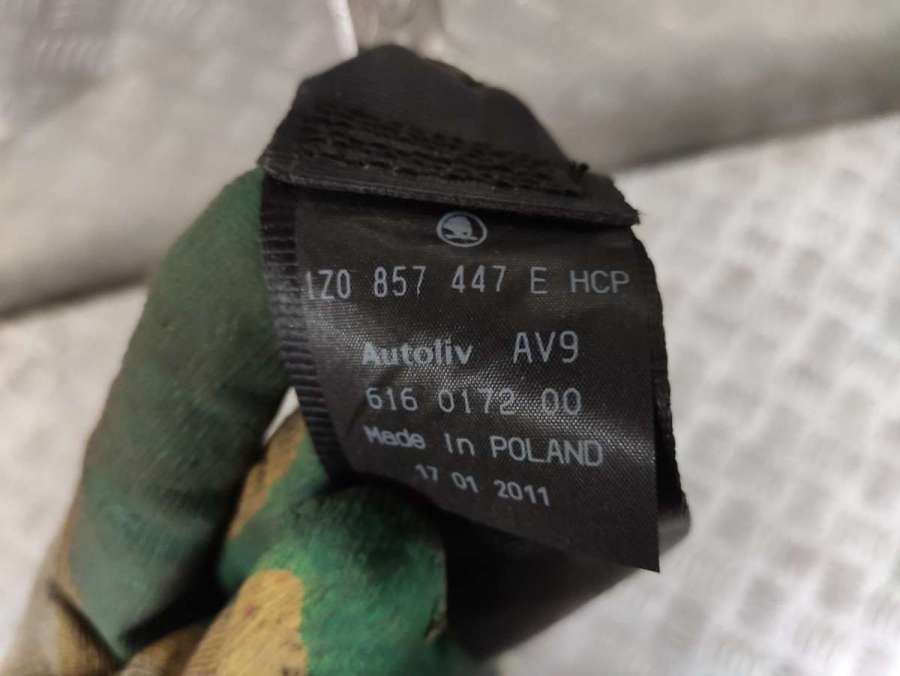 1Z0 857 447 E HCP
Autoliv AV9
616 0172 00
Made In POLAND
17 01 2011